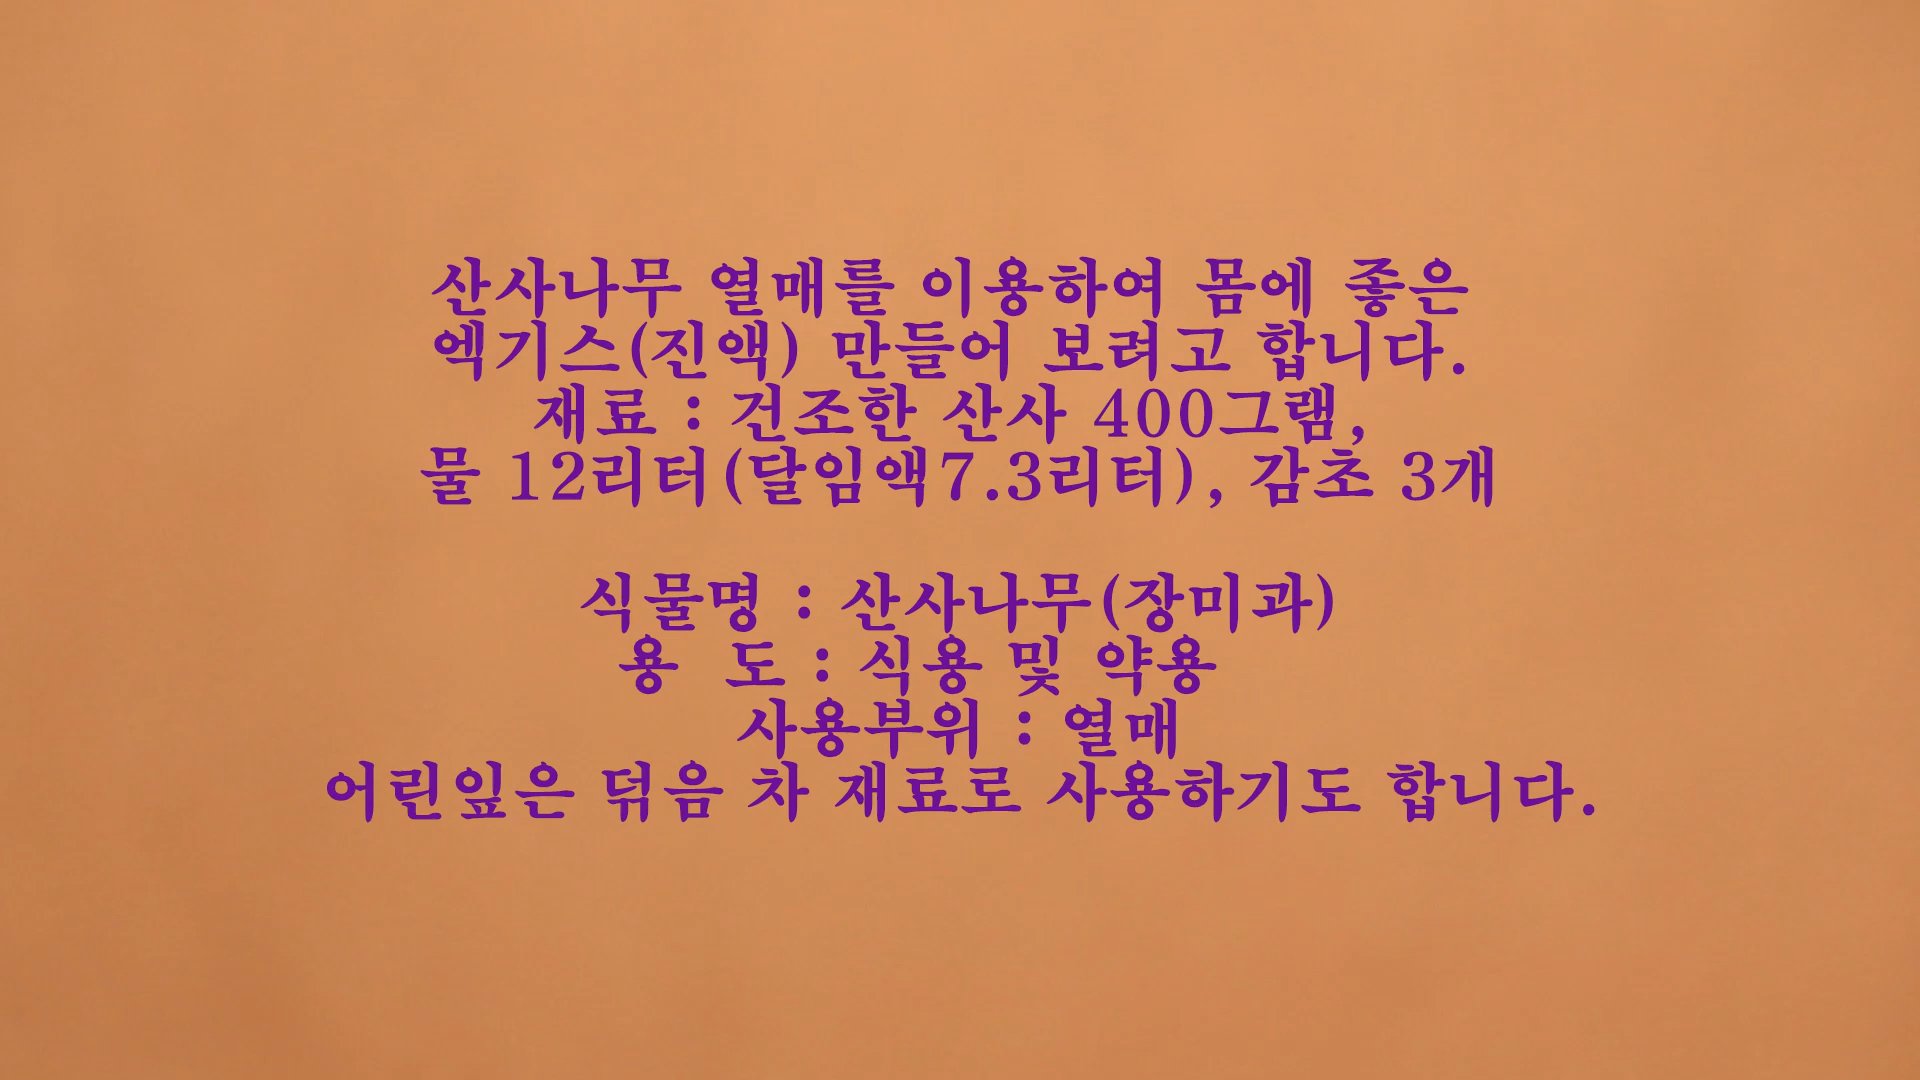 산사나무 열매를 이용하여 몸에 좋은
엑기스(진액) 만들어 보려고 합니다.
재료 : 건조한 산사 400그램,
물 12리터(달임액7.3리터), 감초 3개
식물명 : 산사나무(장미과)
용 도 : 식용 및 약용
사용부위 : 열매
어린잎은 덖음 차 재료로 사용하기도 합니다.